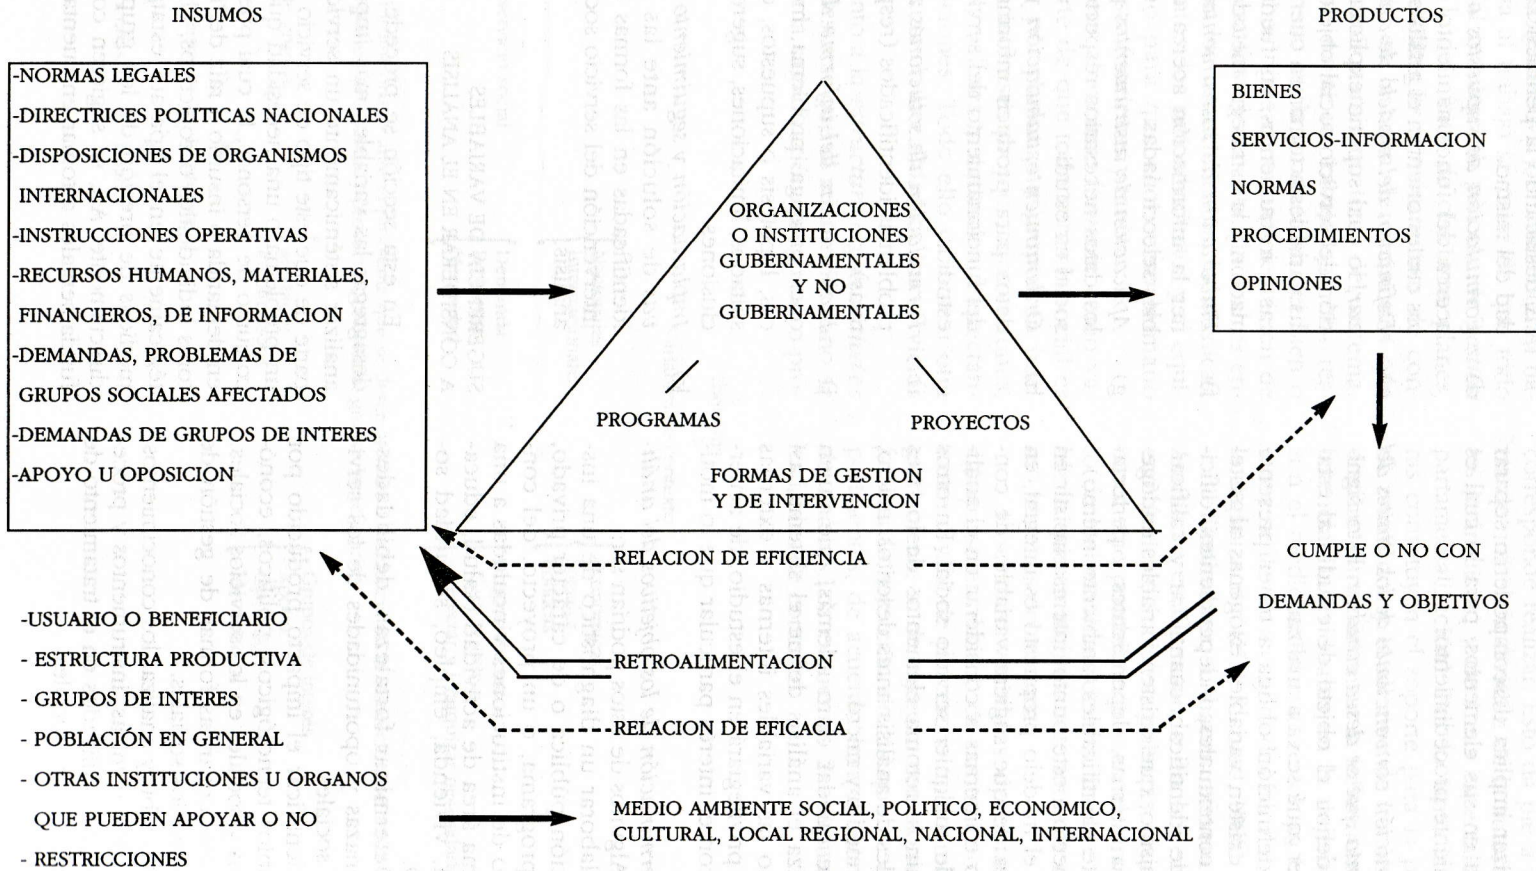 INSUMOS
-NORMAS LEGALES
-DIRECTRICES POLITICAS NACIONALES
-DISPOSICIONES DE ORGANISMOS
INTERNACIONALES
-INSTRUCCIONES OPERATIVAS
-RECURSOS HUMANOS, MATERIALES,
FINANCIEROS, DE INFORMACION
-DEMANDAS, PROBLEMAS DE
GRUPOS SOCIALES AFECTADOS
-DEMANDAS DE GRUPOS DE INTERES
-APOYO U OPOSICION
ORGANIZACIONES
O INSTITUCIONES
GUBERNAMENTALES
Y NO
GUBERNAMENTALES
PROGRAMAS
PROYECTOS
FORMAS DE GESTION
Y DE INTERVENCION
PRODUCTOS
BIENES
SERVICIOS-INFORMACION
NORMAS
PROCEDIMIENTOS
OPINIONES
CUMPLE O NO CON
DEMANDAS Y OBJETIVOS
RELACION DE EFICIENCIA
RETROALIMENTACION
RELACION DE EFICACIA
-USUARIO O BENEFICIARIO
- ESTRUCTURA PRODUCTIVA
- GRUPOS DE INTERES
- POBLACIÓN EN GENERAL
- OTRAS INSTITUCIONES U ORGANOS
QUE PUEDEN APOYAR O NO
- RESTRICCIONES
MEDIO AMBIENTE SOCIAL, POLITICO, ECONOMICO,
CULTURAL, LOCAL REGIONAL, NACIONAL, INTERNACIONAL